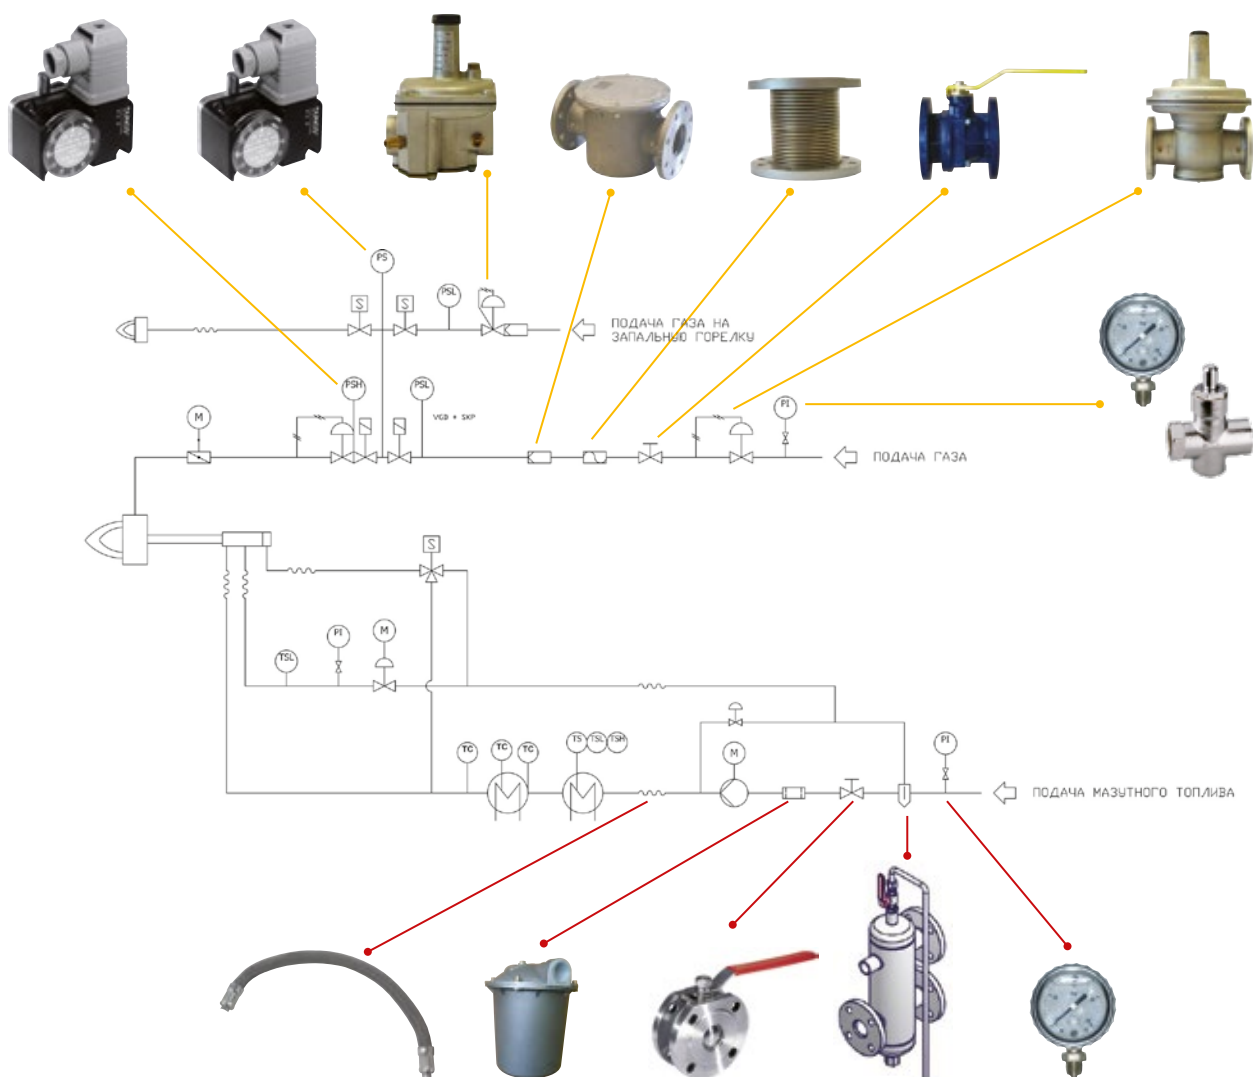 PS
S
S
PSL
ПОДАЧА ГАЗА НА
ЗАПАЛЬНУЮ ГОРЕЛКУ
PSH
PSL
VGD + SKP
M
PI
ПОДАЧА ГАЗА
S
TSL
PI
M
TC
TC
TC
TS
TSL
TSH
M
PI
ПОДАЧА МАЗУТНОГО ТОПЛИВА